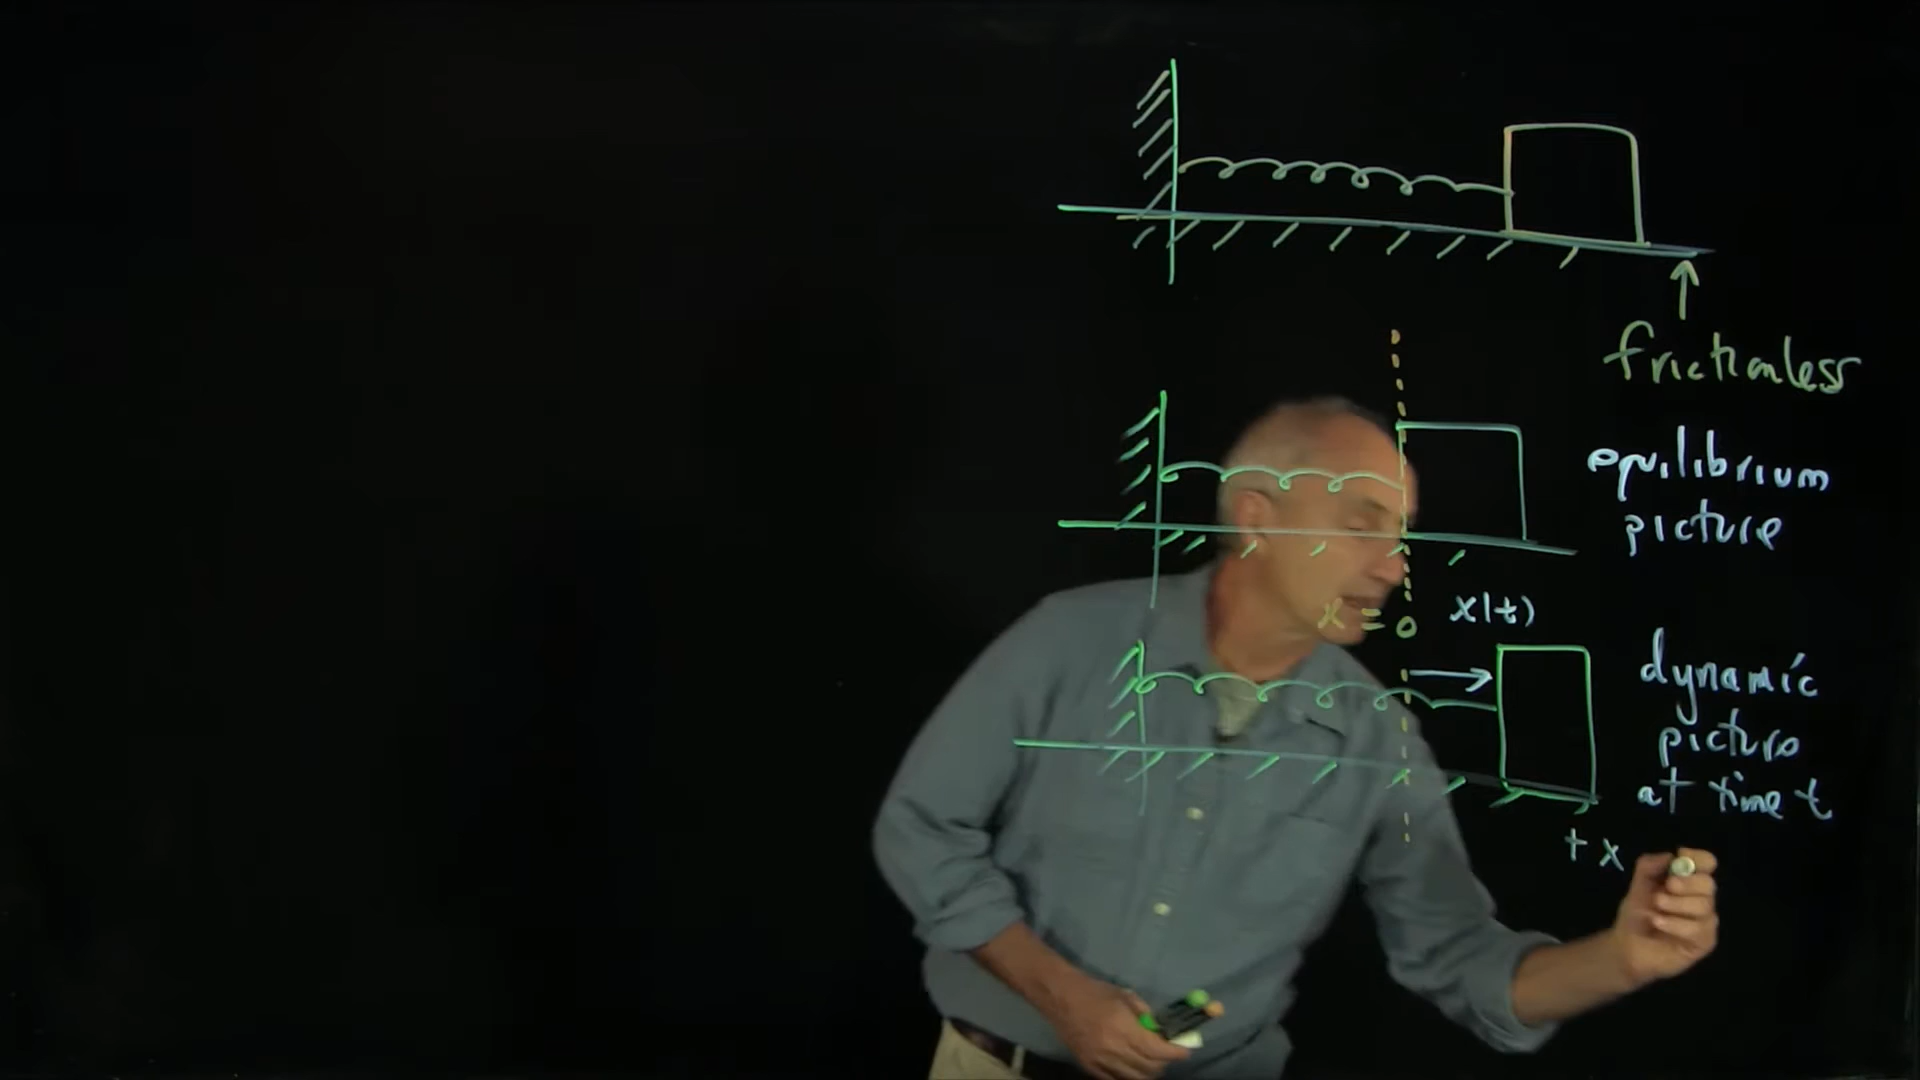 frictionless
equilibrium
picture
x = 0
x(t)
dynamic
picture
at time t
+ x